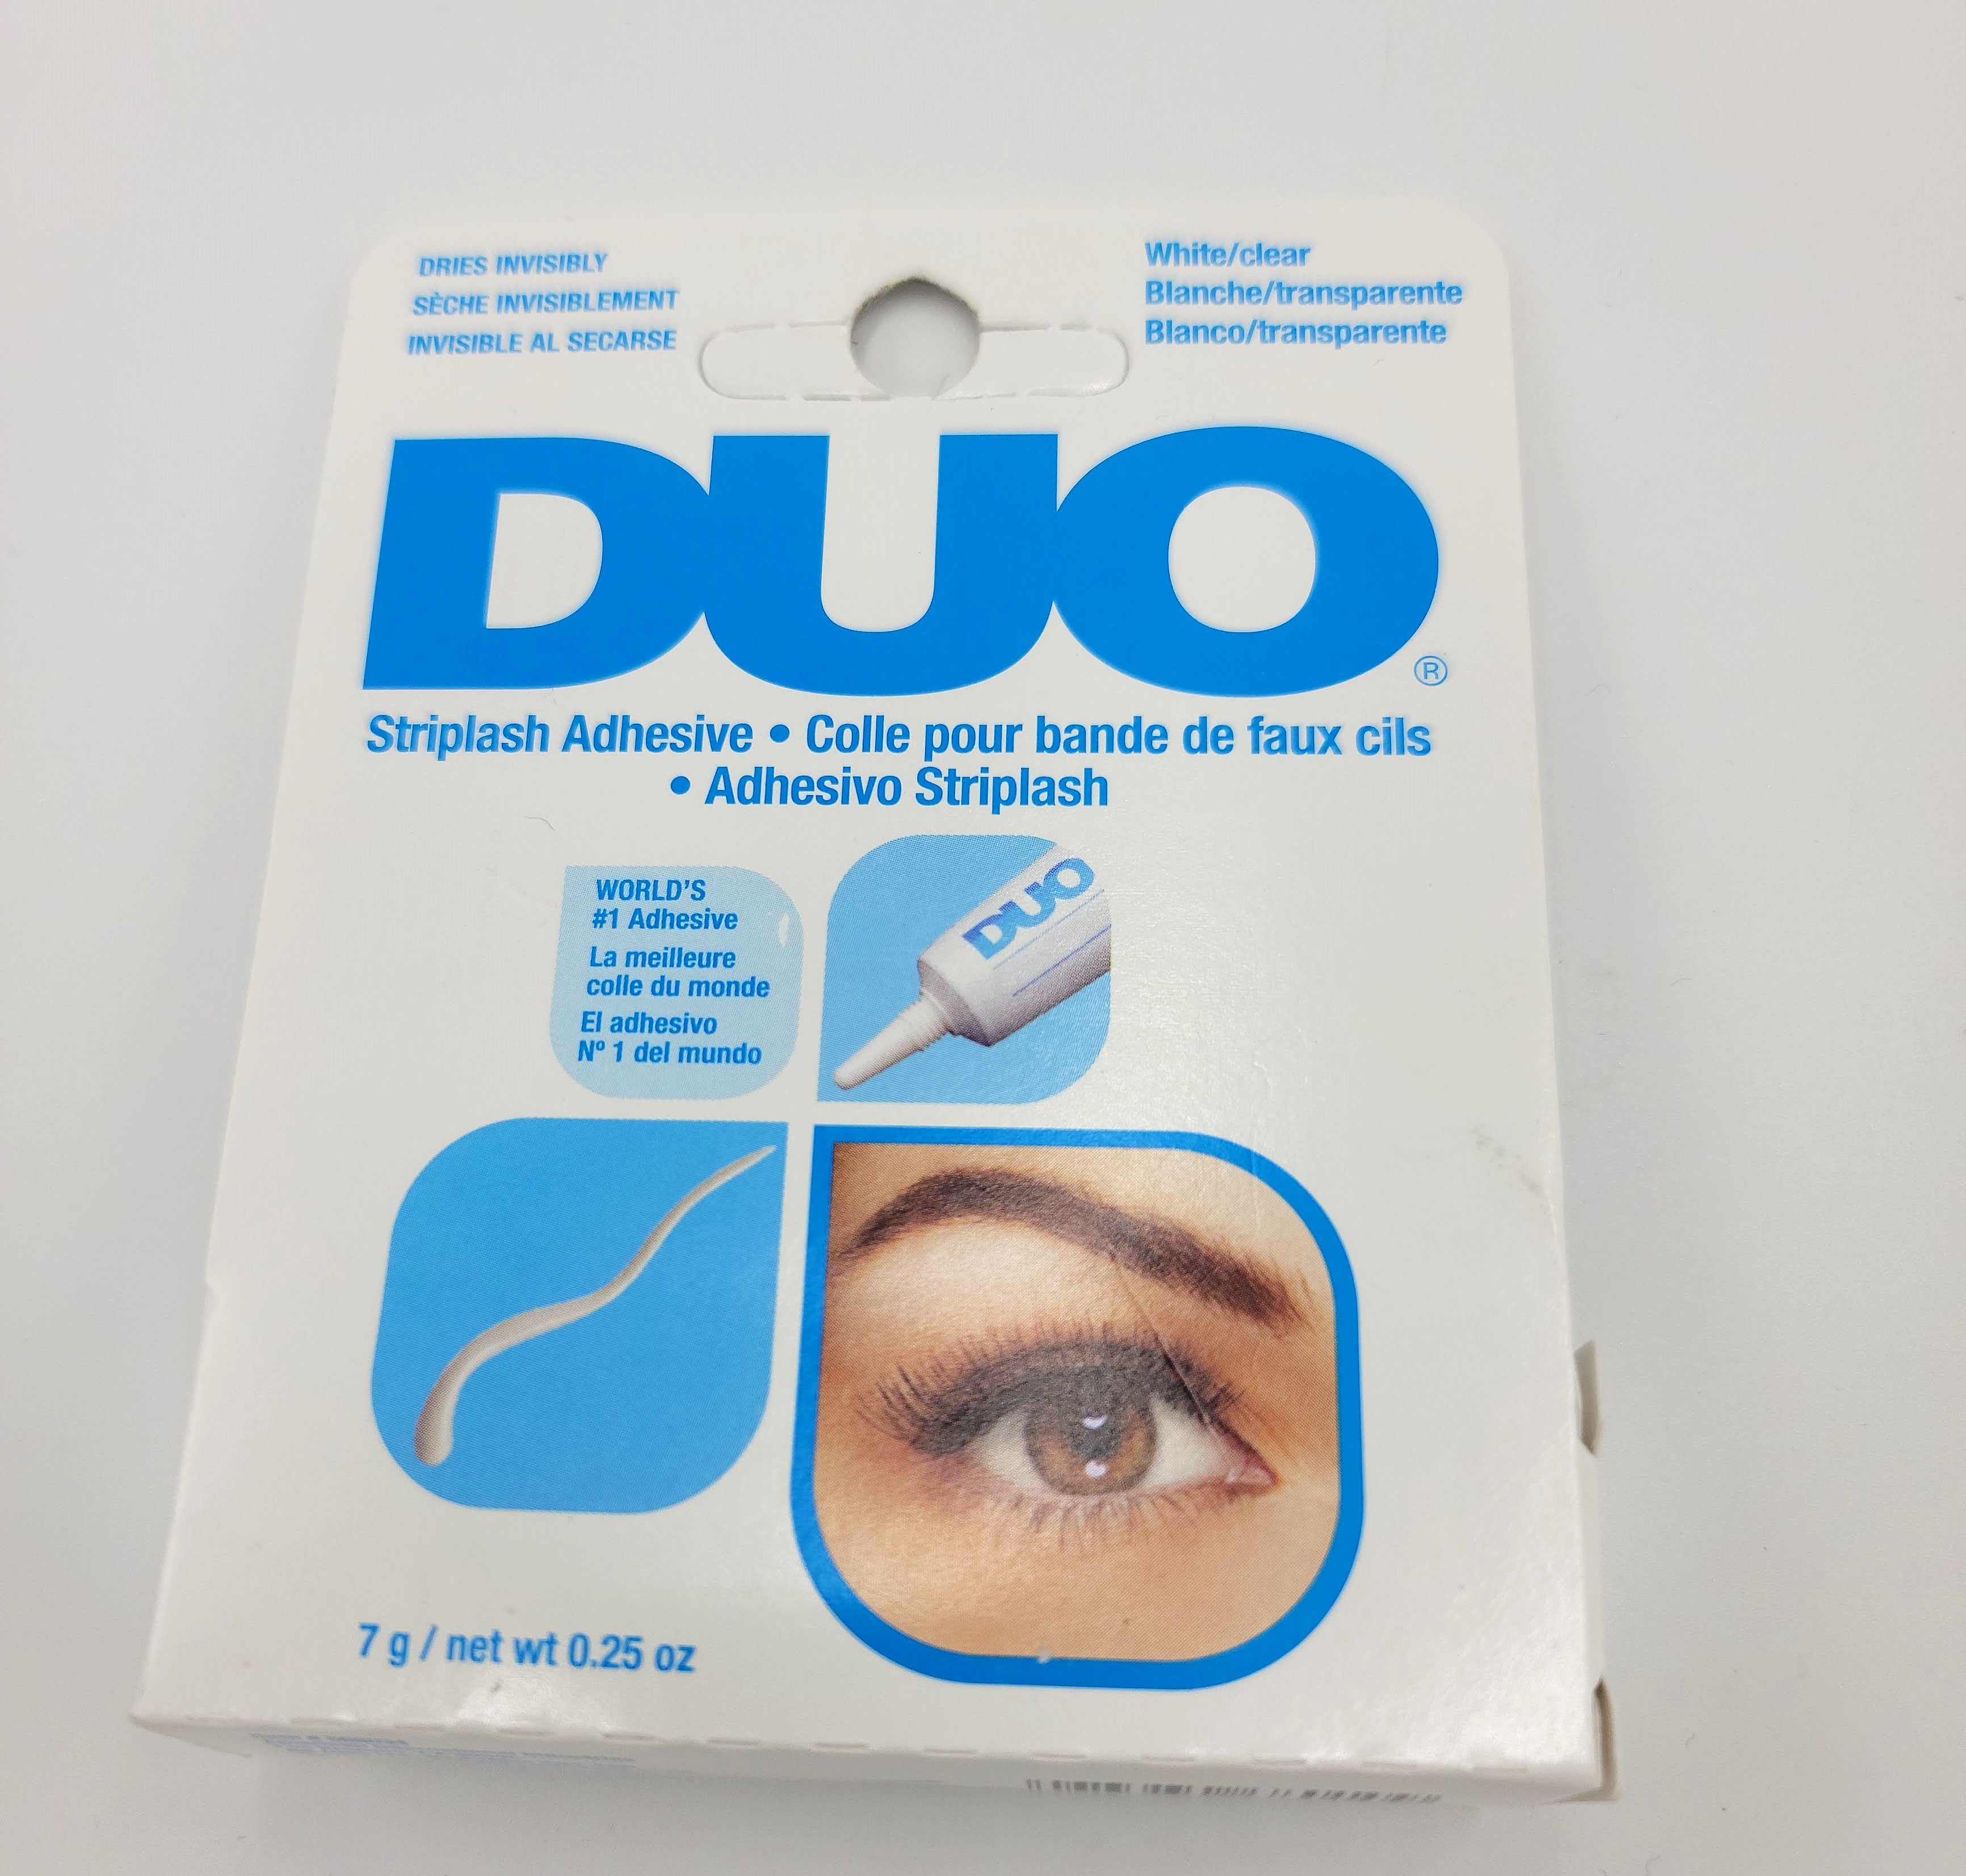 DRIES INVISIBLY
SÈCHE INVISIBLEMENT
INVISIBLE AL SECARSE
White/clear
Blanche/transparente
Blanco/transparente
DUO®
Striplash Adhesive • Colle pour bande de faux cils
• Adhesivo Striplash
WORLD'S
#1 Adhesive
La meilleure
colle du monde
El adhesivo
Nº 1 del mundo
DUO
7 g / net wt 0.25 oz